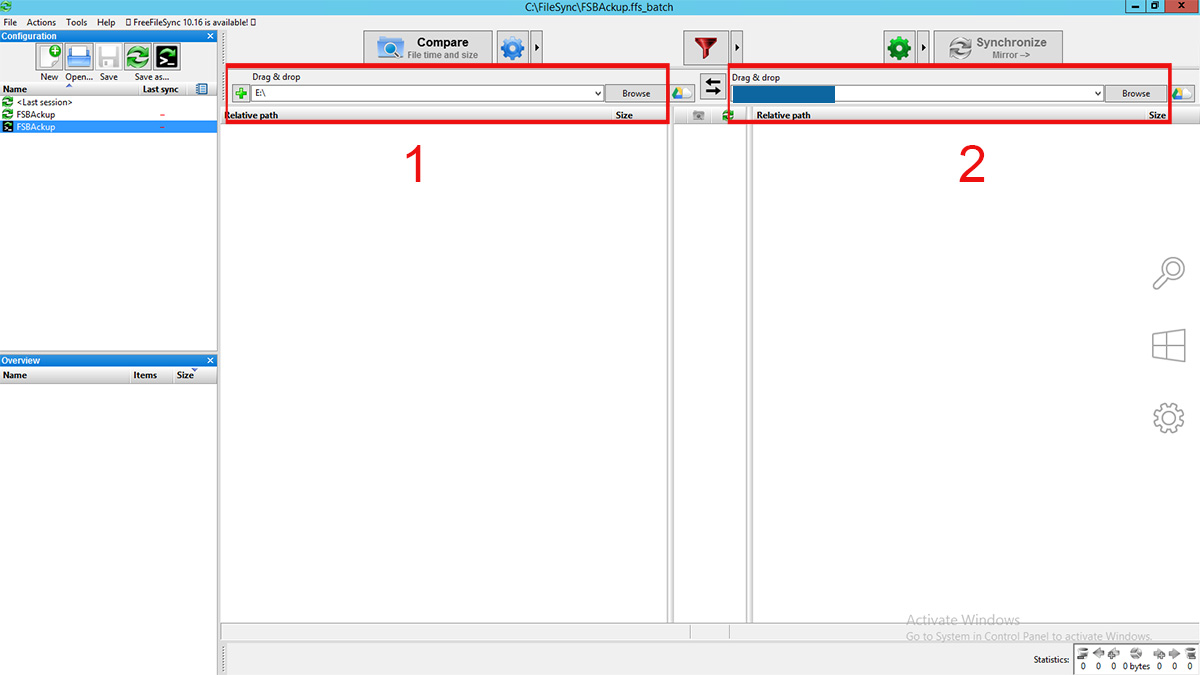 C:\FileSync\FSBAckup.ffs_batch
File Actions Tools Help FreeFileSync 10.16 is available!
Configuration
New Open... Save Save as...
Name Last sync
<Last session>
FSBAckup –
FSBAckup –
Overview
Name Items Size
Compare
File time and size
Synchronize
Mirror -->
Drag & drop
E:\ Browse
Relative path Size
1
Drag & drop
Browse
Relative path Size
2
Activate Windows
Go to System in Control Panel to activate Windows.
Statistics:
0 0 0 0 bytes 0 0 0